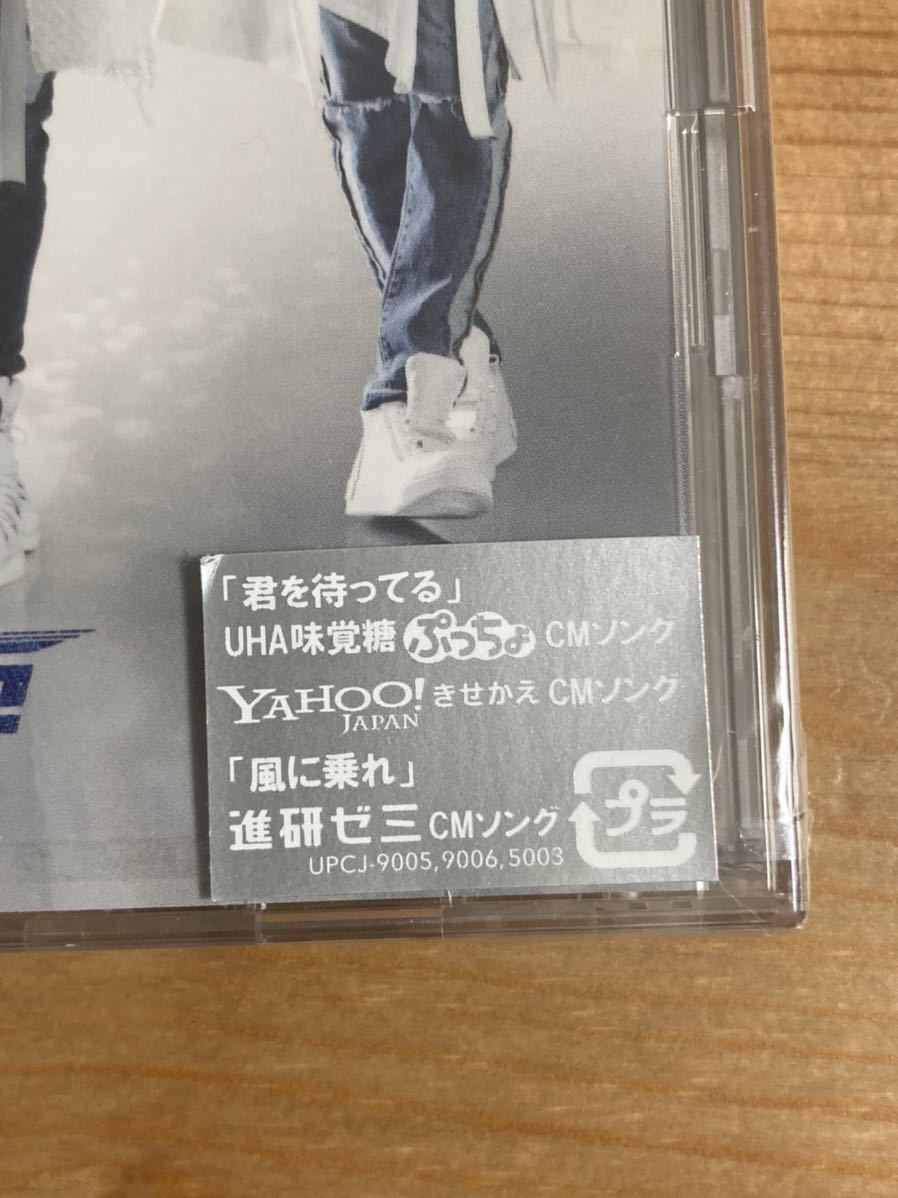 「君を待ってる」
UHA味覚糖 ぷっちょ CMソング
YAHOO! JAPAN きせかえ CMソング
「風に乗れ」
進研ゼミ CMソング
プラ
UPCJ-9005,9006,5003